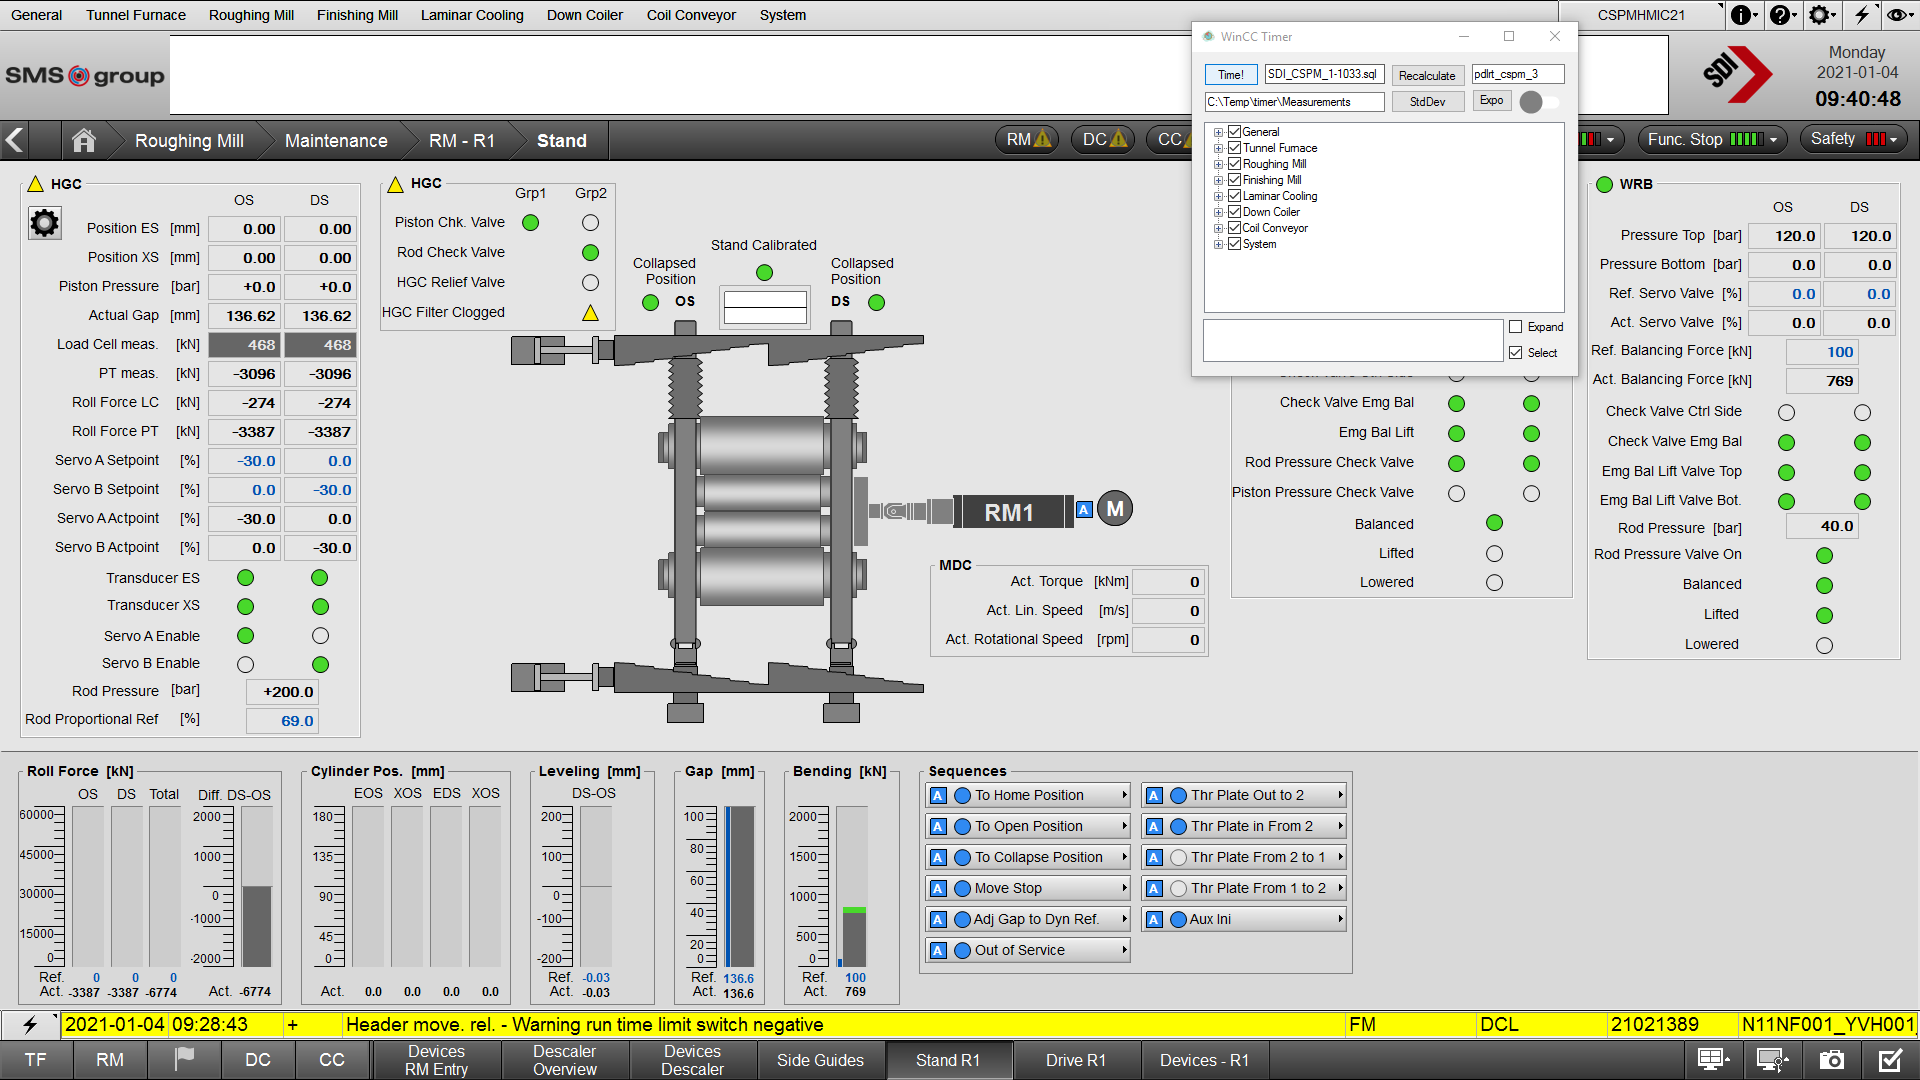 General Tunnel Furnace Roughing Mill Finishing Mill Laminar Cooling Down Coiler Coil Conveyor System CSPMHMIC21
SMS group
SDI
Monday
2021-01-04
09:40:48
WinCC Timer
Time! SDI_CSPM_1-1033.sql Recalculate pdlrt_cspm_3
C:\Temp\timer\Measurements StdDev Expo
General
Tunnel Furnace
Roughing Mill
Finishing Mill
Laminar Cooling
Down Coiler
Coil Conveyor
System
Expand
Select
Roughing Mill Maintenance RM - R1 Stand RM DC CC Func. Stop Safety
HGC
OS DS
Position ES [mm] 0.00 0.00
Position XS [mm] 0.00 0.00
Piston Pressure [bar] +0.0 +0.0
Actual Gap [mm] 136.62 136.62
Load Cell meas. [kN] 468 468
PT meas. [kN] -3096 -3096
Roll Force LC [kN] -274 -274
Roll Force PT [kN] -3387 -3387
Servo A Setpoint [%] -30.0 0.0
Servo B Setpoint [%] 0.0 -30.0
Servo A Actpoint [%] -30.0 0.0
Servo B Actpoint [%] 0.0 -30.0
Transducer ES
Transducer XS
Servo A Enable
Servo B Enable
Rod Pressure [bar] +200.0
Rod Proportional Ref [%] 69.0
HGC
Grp1 Grp2
Piston Chk. Valve
Rod Check Valve
HGC Relief Valve
HGC Filter Clogged
Stand Calibrated
Collapsed Position OS
Collapsed Position DS
RM1 A M
MDC
Act. Torque [kNm] 0
Act. Lin. Speed [m/s] 0
Act. Rotational Speed [rpm] 0
Check Valve Ctrl Side
Check Valve Emg Bal
Emg Bal Lift
Rod Pressure Check Valve
Piston Pressure Check Valve
Balanced
Lifted
Lowered
WRB
OS DS
Pressure Top [bar] 120.0 120.0
Pressure Bottom [bar] 0.0 0.0
Ref. Servo Valve [%] 0.0 0.0
Act. Servo Valve [%] 0.0 0.0
Ref. Balancing Force [kN] 100
Act. Balancing Force [kN] 769
Check Valve Ctrl Side
Check Valve Emg Bal
Emg Bal Lift Valve Top
Emg Bal Lift Valve Bot.
Rod Pressure [bar] 40.0
Rod Pressure Valve On
Balanced
Lifted
Lowered
Roll Force [kN]
OS DS Total Diff. DS-OS
60000 45000 30000 15000 0
2000 1000 0 -1000 -2000
Ref. 0 0 0
Act. -3387 -3387 -6774 Act. -6774
Cylinder Pos. [mm]
EOS XOS EDS XOS
180 135 90 45 0
Act. 0.0 0.0 0.0 0.0
Leveling [mm]
DS-OS
200 100 0 -100 -200
Ref. -0.03
Act. -0.03
Gap [mm]
100 80 60 40 20 0
Ref. 136.6
Act. 136.6
Bending [kN]
2000 1500 1000 500 0
Ref. 100
Act. 769
Sequences
A To Home Position A Thr Plate Out to 2
A To Open Position A Thr Plate in From 2
A To Collapse Position A Thr Plate From 2 to 1
A Move Stop A Thr Plate From 1 to 2
A Adj Gap to Dyn Ref. A Aux Ini
A Out of Service
2021-01-04 09:28:43 + Header move. rel. - Warning run time limit switch negative FM DCL 21021389 N11NF001_YVH001
TF RM DC CC Devices RM Entry Descaler Overview Devices Descaler Side Guides Stand R1 Drive R1 Devices - R1